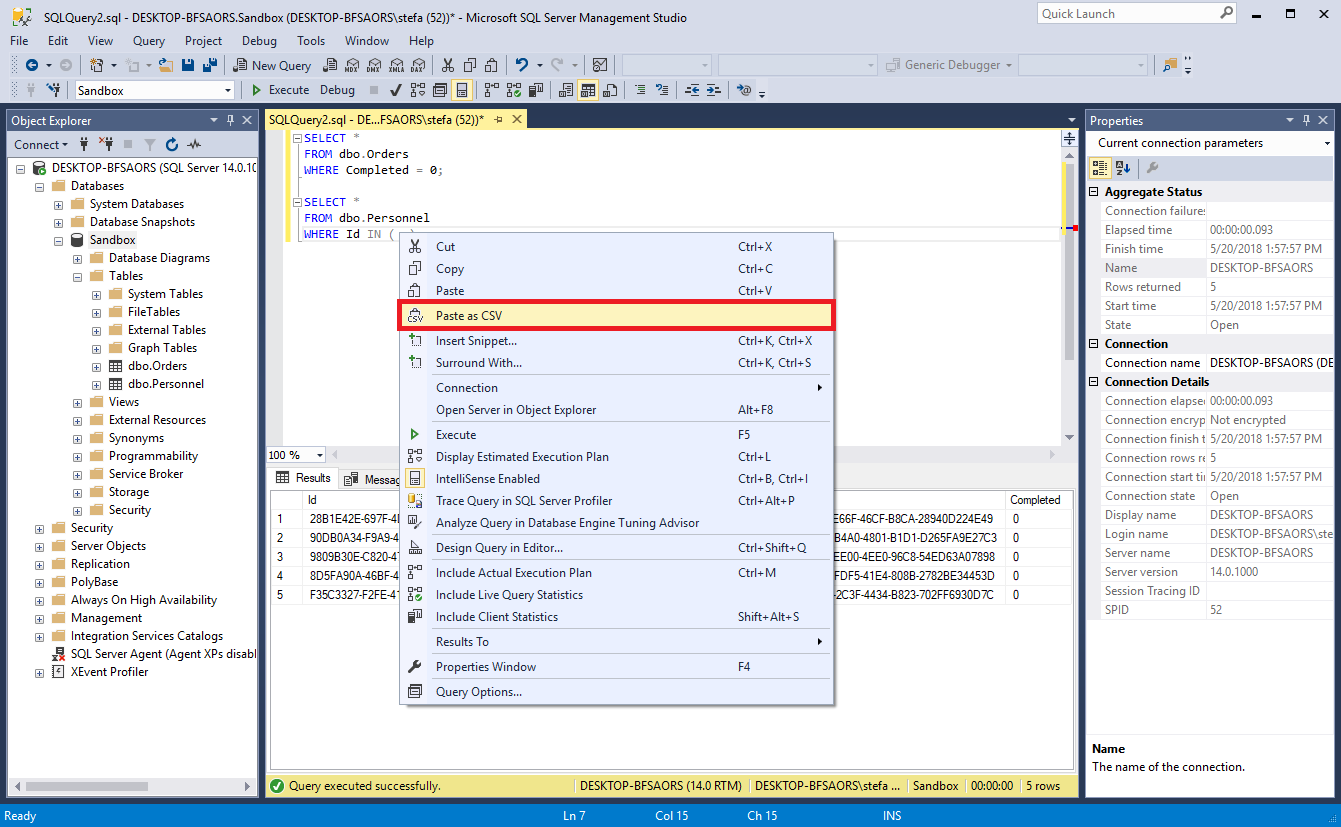 SQLQuery2.sql - DESKTOP-BFSAORS.Sandbox (DESKTOP-BFSAORS\stefa (52))* - Microsoft SQL Server Management Studio
Quick Launch
File Edit View Query Project Debug Tools Window Help
New Query MDX DMX XMLA DAX Generic Debugger
Sandbox Execute Debug
Object Explorer
Connect
DESKTOP-BFSAORS (SQL Server 14.0.10
Databases
System Databases
Database Snapshots
Sandbox
Database Diagrams
Tables
System Tables
FileTables
External Tables
Graph Tables
dbo.Orders
dbo.Personnel
Views
External Resources
Synonyms
Programmability
Service Broker
Storage
Security
Security
Server Objects
Replication
PolyBase
Always On High Availability
Management
Integration Services Catalogs
SQL Server Agent (Agent XPs disabl
XEvent Profiler
SQLQuery2.sql - DE...FSAORS\stefa (52))*
SELECT *
FROM dbo.Orders
WHERE Completed = 0;
SELECT *
FROM dbo.Personnel
WHERE Id IN (
Cut Ctrl+X
Copy Ctrl+C
Paste Ctrl+V
CSV Paste as CSV
Insert Snippet... Ctrl+K, Ctrl+X
Surround With... Ctrl+K, Ctrl+S
Connection
Open Server in Object Explorer Alt+F8
Execute F5
Display Estimated Execution Plan Ctrl+L
IntelliSense Enabled Ctrl+B, Ctrl+I
Trace Query in SQL Server Profiler Ctrl+Alt+P
Analyze Query in Database Engine Tuning Advisor
Design Query in Editor... Ctrl+Shift+Q
Include Actual Execution Plan Ctrl+M
Include Live Query Statistics
Include Client Statistics Shift+Alt+S
Results To
Properties Window F4
Query Options...
100 %
Results Messag
Id Completed
1 28B1E42E-697F-4 E66F-46CF-B8CA-28940D224E49 0
2 90DB0A34-F9A9-4 B4A0-4801-B1D1-D265FA9E27C3 0
3 9809B30E-C820-47 EE00-4EE0-96C8-54ED63A07898 0
4 8D5FA90A-46BF-4 FDF5-41E4-808B-2782BE34453D 0
5 F35C3327-F2FE-47 -2C3F-4434-B823-702FF6930D7C 0
Query executed successfully. DESKTOP-BFSAORS (14.0 RTM) DESKTOP-BFSAORS\stefa ... Sandbox 00:00:00 5 rows
Properties
Current connection parameters
Aggregate Status
Connection failures
Elapsed time 00:00:00.093
Finish time 5/20/2018 1:57:57 PM
Name DESKTOP-BFSAORS
Rows returned 5
Start time 5/20/2018 1:57:57 PM
State Open
Connection
Connection name DESKTOP-BFSAORS (DE
Connection Details
Connection elapse 00:00:00.093
Connection encryp Not encrypted
Connection finish t 5/20/2018 1:57:57 PM
Connection rows re 5
Connection start ti 5/20/2018 1:57:57 PM
Connection state Open
Display name DESKTOP-BFSAORS
Login name DESKTOP-BFSAORS\ste
Server name DESKTOP-BFSAORS
Server version 14.0.1000
Session Tracing ID
SPID 52
Name
The name of the connection.
Ready Ln 7 Col 15 Ch 15 INS